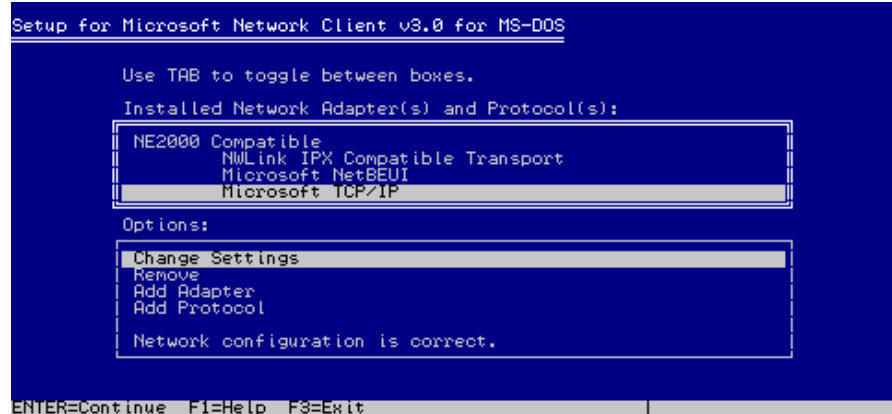 Setup for Microsoft Network Client v3.0 for MS-DOS
Use TAB to toggle between boxes.
Installed Network Adapter(s) and Protocol(s):
NE2000 Compatible
NWLink IPX Compatible Transport
Microsoft NetBEUI
Microsoft TCP/IP
Options:
Change Settings
Remove
Add Adapter
Add Protocol
Network configuration is correct.
ENTER=Continue F1=Help F3=Exit